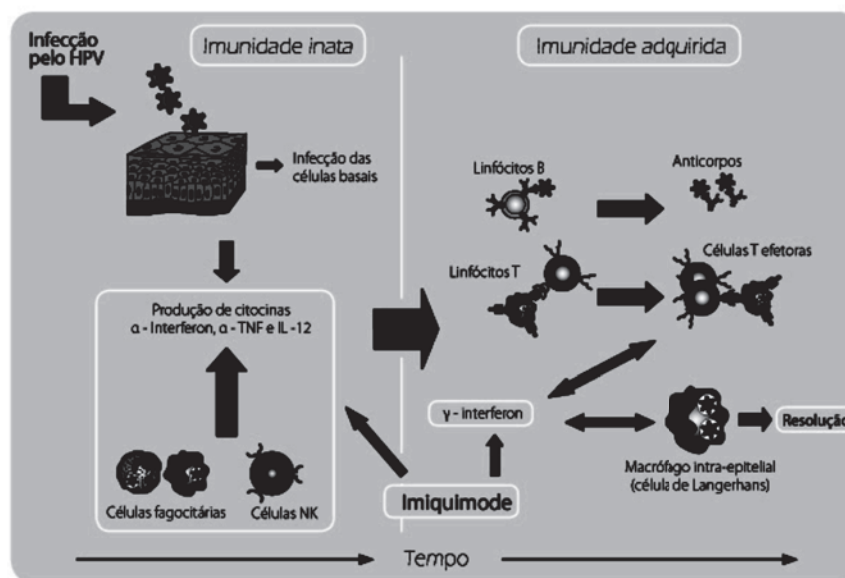 Infecção
pelo HPV
Imunidade inata
Imunidade adquirida
Infecção das
células basais
Linfócitos B
Anticorpos
Linfócitos T
Células T efetoras
Produção de citocinas
α - Interferon, α - TNF e IL -12
γ - interferon
Resolução
Macrófago intra-epitelial
(célula de Langerhans)
Imiquimode
Células fagocitárias
Células NK
Tempo